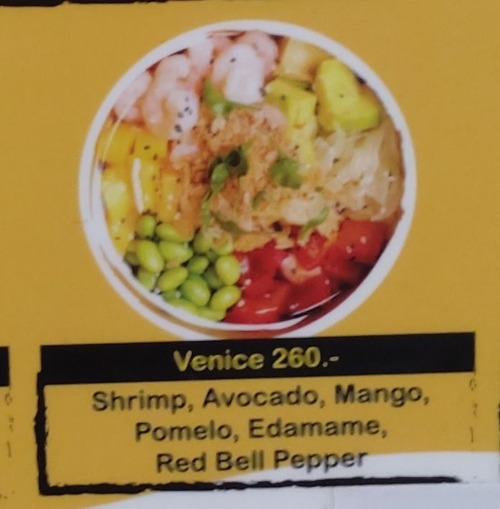 Venice 260.-
Shrimp, Avocado, Mango,
Pomelo, Edamame,
Red Bell Pepper